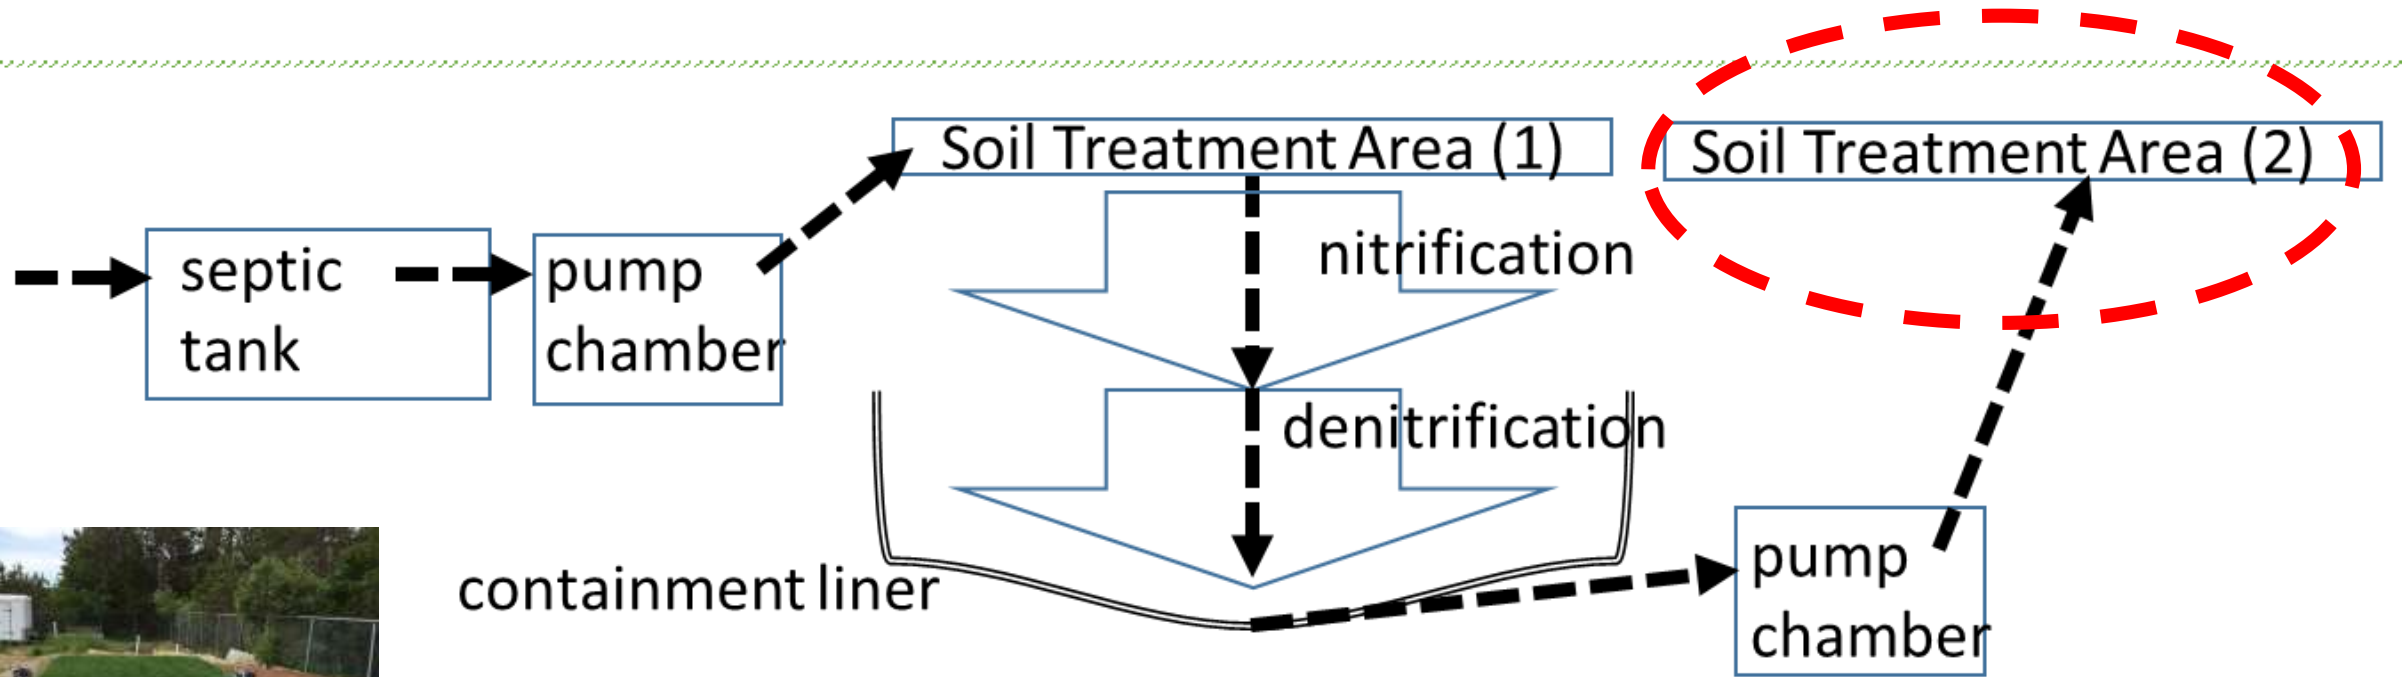 Soil Treatment Area (1)
Soil Treatment Area (2)
septic
tank
pump
chamber
nitrification
denitrification
containment liner
pump
chamber